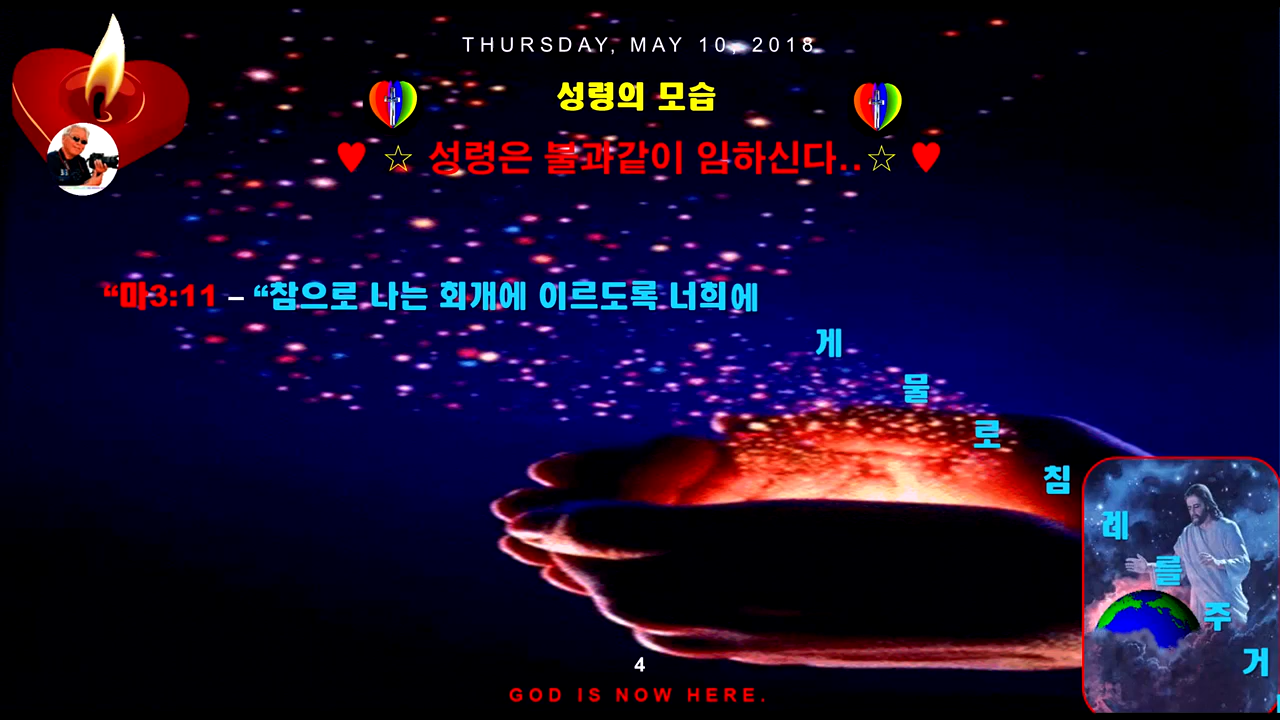 THURSDAY, MAY 10, 2018
성령의 모습
♥ ☆ 성령은 불과같이 임하신다..☆ ♥
“마3:11 – “참으로 나는 회개에 이르도록 너희에게 물로 침례를 주거
4
GOD IS NOW HERE.